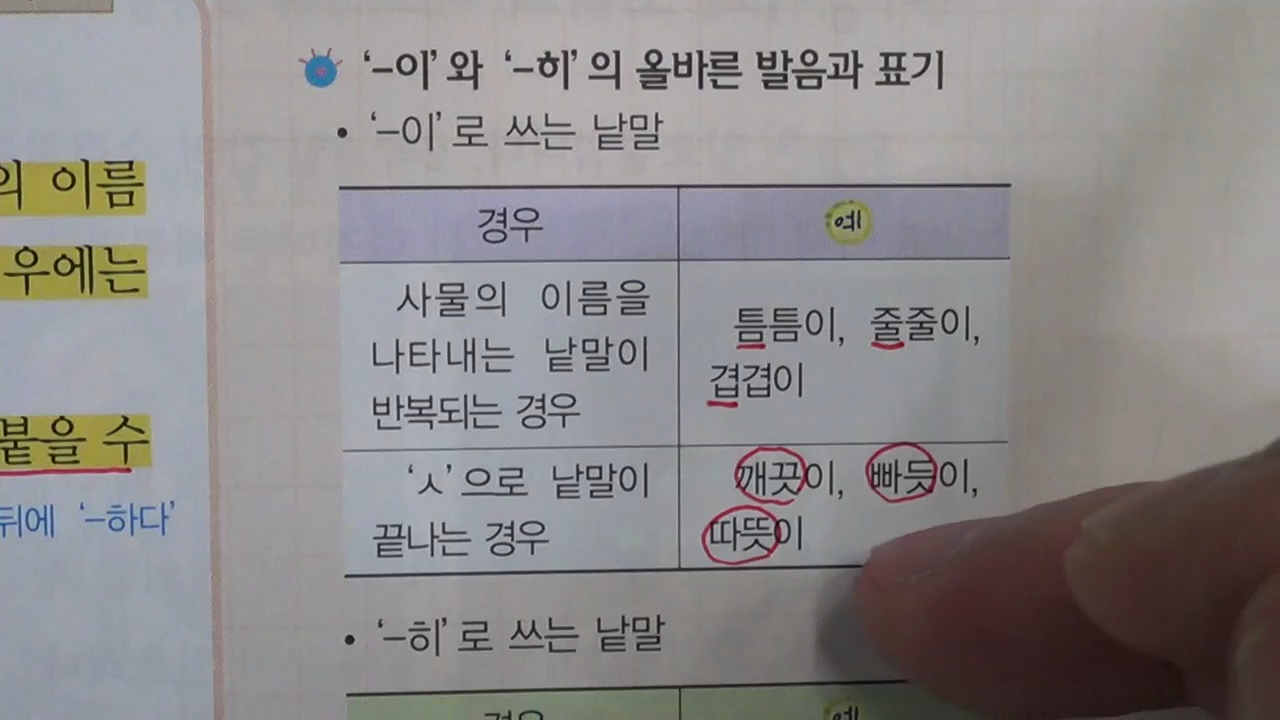 의 이름
우에는
붙을 수
뒤에 '-하다'
'-이'와 '-히'의 올바른 발음과 표기
• '-이'로 쓰는 낱말
경우
예
사물의 이름을
나타내는 낱말이
반복되는 경우
틈틈이, 줄줄이,
겹겹이
'ㅅ'으로 낱말이
끝나는 경우
깨끗이, 빠듯이,
따뜻이
• '-히'로 쓰는 낱말
경우
예